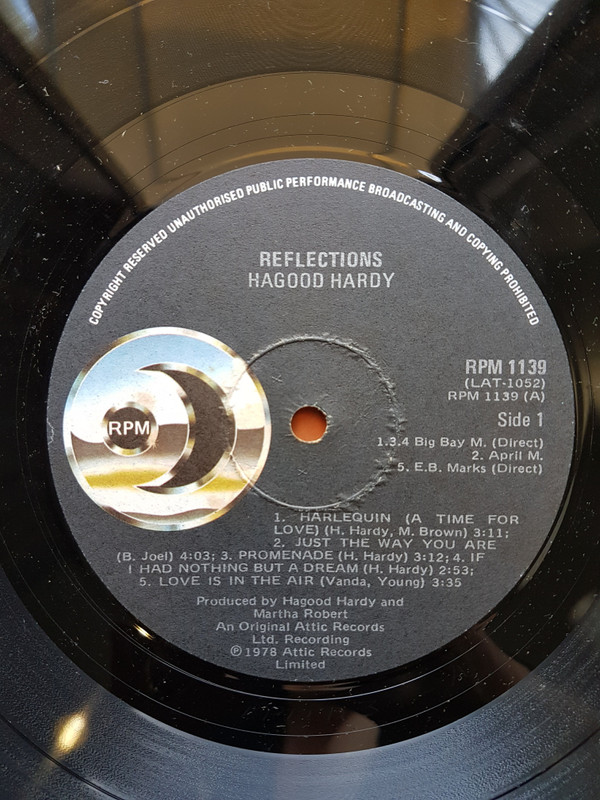 COPYRIGHT RESERVED UNAUTHORISED PUBLIC PERFORMANCE BROADCASTING AND COPYING PROHIBITED
REFLECTIONS
HAGOOD HARDY
RPM
RPM 1139
(LAT-1052)
RPM 1139 (A)
Side 1
1.3.4 Big Bay M. (Direct)
2. April M.
5. E.B. Marks (Direct)
1. HARLEQUIN (A TIME FOR
LOVE) (H. Hardy, M. Brown) 3:11;
2. JUST THE WAY YOU ARE
(B. Joel) 4:03; 3. PROMENADE (H. Hardy) 3:12; 4. IF
I HAD NOTHING BUT A DREAM (H. Hardy) 2:53;
5. LOVE IS IN THE AIR (Vanda, Young) 3:35
Produced by Hagood Hardy and
Martha Robert
An Original Attic Records
Ltd. Recording
℗1978 Attic Records
Limited